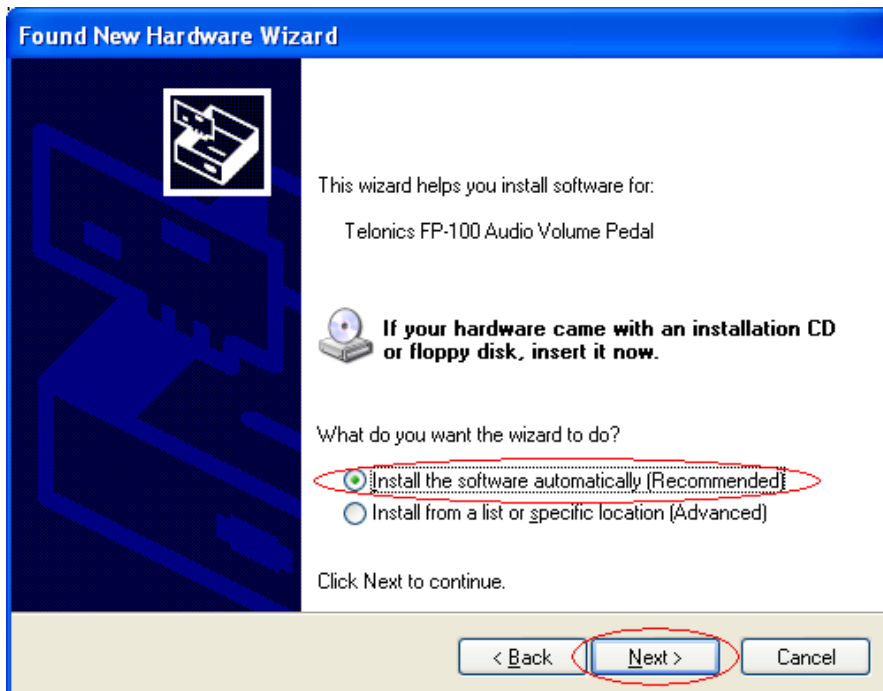 Found New Hardware Wizard
This wizard helps you install software for:
Telonics FP-100 Audio Volume Pedal
If your hardware came with an installation CD
or floppy disk, insert it now.
What do you want the wizard to do?
Install the software automatically (Recommended)
Install from a list or specific location (Advanced)
Click Next to continue.
< Back Next > Cancel